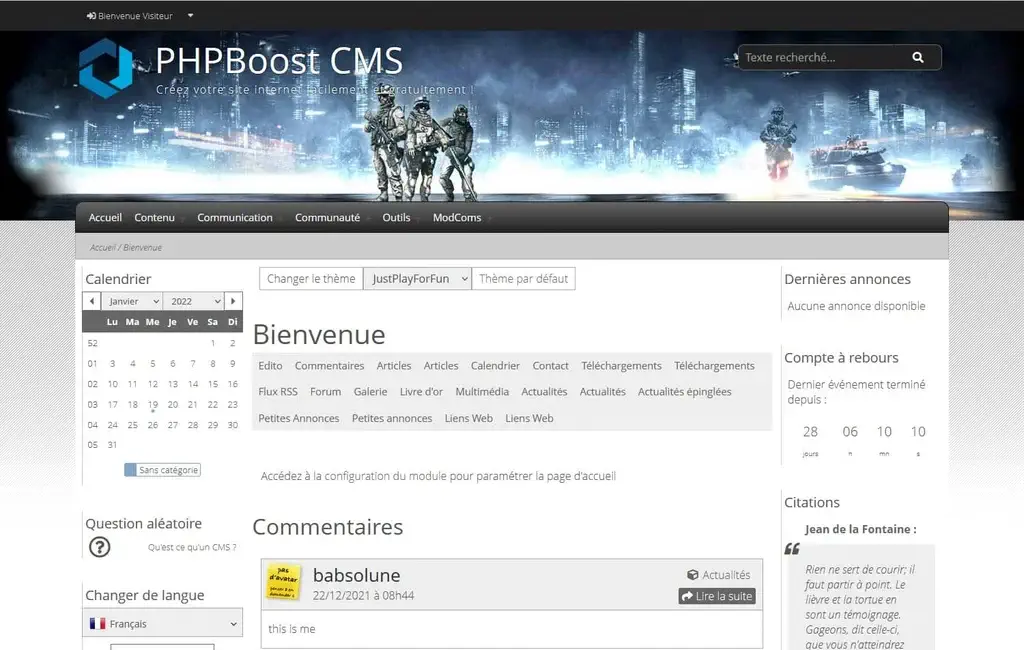 Bienvenue Visiteur
PHPBoost CMS
Créez votre site internet facilement et gratuitement !
Texte recherché...
Accueil Contenu Communication Communauté Outils ModComs
Accueil / Bienvenue
Calendrier
Janvier 2022
Lu Ma Me Je Ve Sa Di
52 1 2
01 3 4 5 6 7 8 9
02 10 11 12 13 14 15 16
03 17 18 19 20 21 22 23
04 24 25 26 27 28 29 30
05 31
Sans catégorie
Question aléatoire
Qu'est ce qu'un CMS ?
Changer de langue
Français
Changer le thème JustPlayForFun Thème par défaut
Bienvenue
Edito Commentaires Articles Articles Calendrier Contact Téléchargements Téléchargements
Flux RSS Forum Galerie Livre d'or Multimédia Actualités Actualités Actualités épinglées
Petites Annonces Petites annonces Liens Web Liens Web
Accédez à la configuration du module pour paramétrer la page d'accueil
Commentaires
pas
d'avatar
babsolune
22/12/2021 à 08h44
Actualités
Lire la suite
this is me
Dernières annonces
Aucune annonce disponible
Compte à rebours
Dernier événement terminé
depuis :
28 06 10 10
jours h mn s
Citations
Jean de la Fontaine :
Rien ne sert de courir; il
faut partir à point. Le
lièvre et la tortue en
sont un témoignage.
Gageons, dit celle-ci,
que vous n'atteindrez